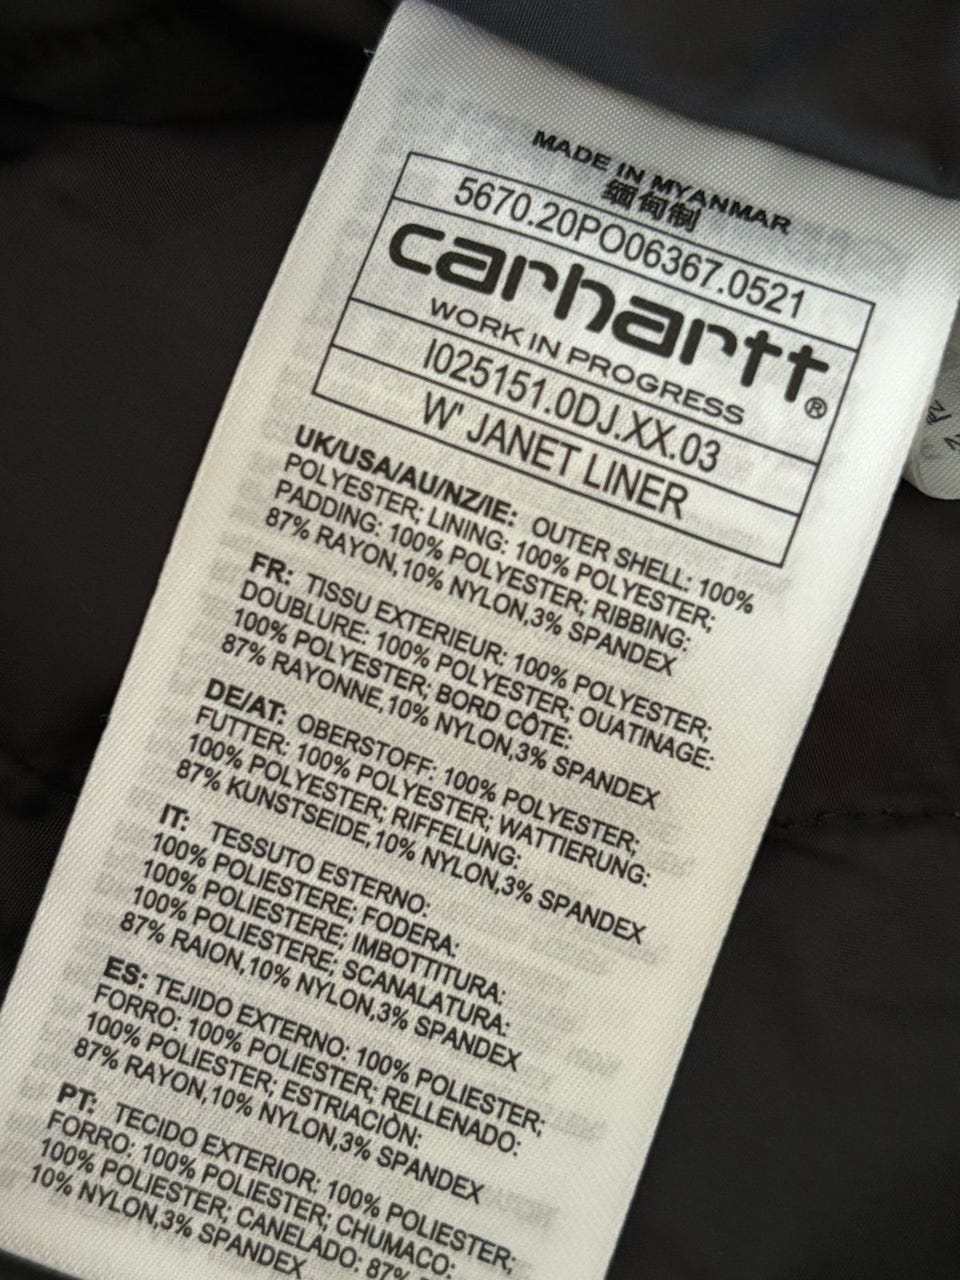 MADE IN MYANMAR
缅甸制
5670.20PO06367.0521
carhartt®
WORK IN PROGRESS
I025151.0DJ.XX.03
W' JANET LINER
UK/USA/AU/NZ/IE: OUTER SHELL: 100%
POLYESTER; LINING: 100% POLYESTER;
PADDING: 100% POLYESTER; RIBBING:
87% RAYON,10% NYLON,3% SPANDEX
FR: TISSU EXTERIEUR: 100% POLYESTER;
DOUBLURE: 100% POLYESTER; OUATINAGE:
100% POLYESTER; BORD CÔTE:
87% RAYONNE,10% NYLON,3% SPANDEX
DE/AT: OBERSTOFF: 100% POLYESTER;
FUTTER: 100% POLYESTER; WATTIERUNG:
100% POLYESTER; RIFFELUNG:
87% KUNSTSEIDE,10% NYLON,3% SPANDEX
IT: TESSUTO ESTERNO:
100% POLIESTERE; FODERA:
100% POLIESTERE; IMBOTTITURA:
100% POLIESTERE; SCANALATURA:
87% RAION,10% NYLON,3% SPANDEX
ES: TEJIDO EXTERNO: 100% POLIESTER;
FORRO: 100% POLIESTER; RELLENADO:
100% POLIESTER; ESTRIACIÒN:
87% RAYON,10% NYLON,3% SPANDEX
PT: TECIDO EXTERIOR: 100% POLIESTER;
FORRO: 100% POLIESTER; CHUMACO:
100% POLIESTER; CANELADO: 87%
10% NYLON,3% SPANDEX